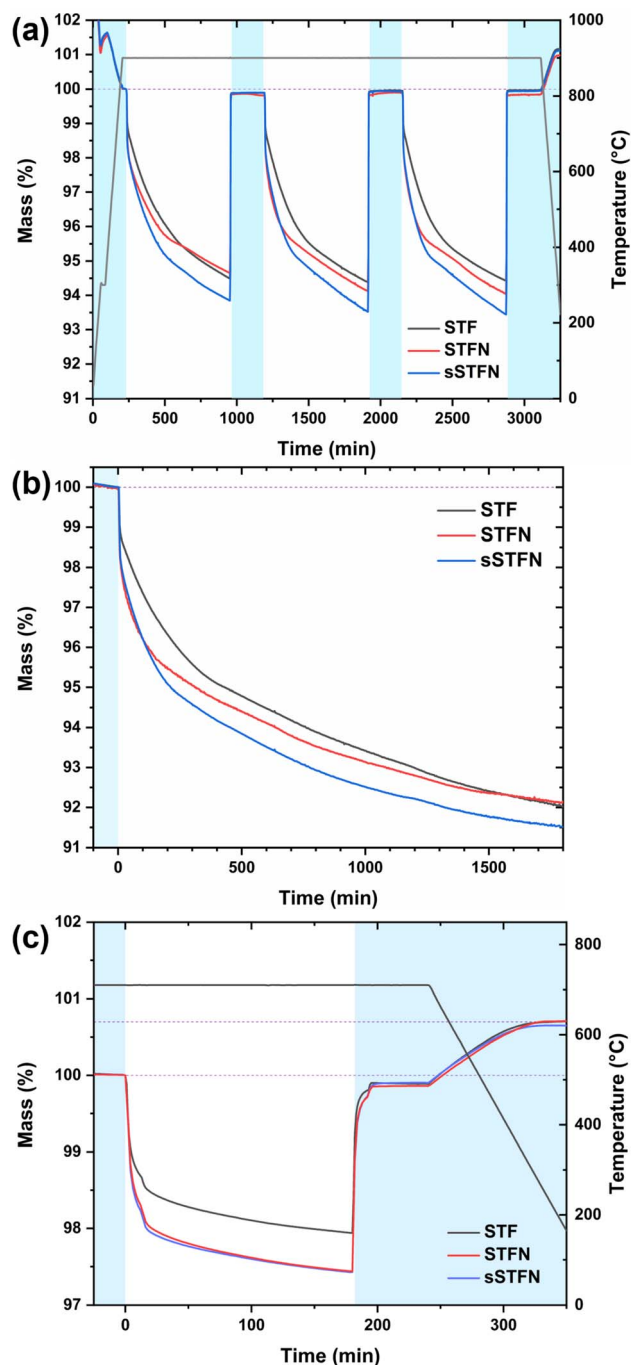 (a)
102
101
100
99
98
97
96
95
94
93
92
91
Mass (%)
1000
800
600
400
200
0
Temperature (°C)
STF
STFN
sSTFN
0 500 1000 1500 2000 2500 3000
Time (min)
(b)
100
99
98
97
96
95
94
93
92
91
Mass (%)
STF
STFN
sSTFN
0 500 1000 1500
Time (min)
(c)
102
101
100
99
98
97
Mass (%)
800
600
400
200
0
Temperature (°C)
STF
STFN
sSTFN
0 100 200 300
Time (min)